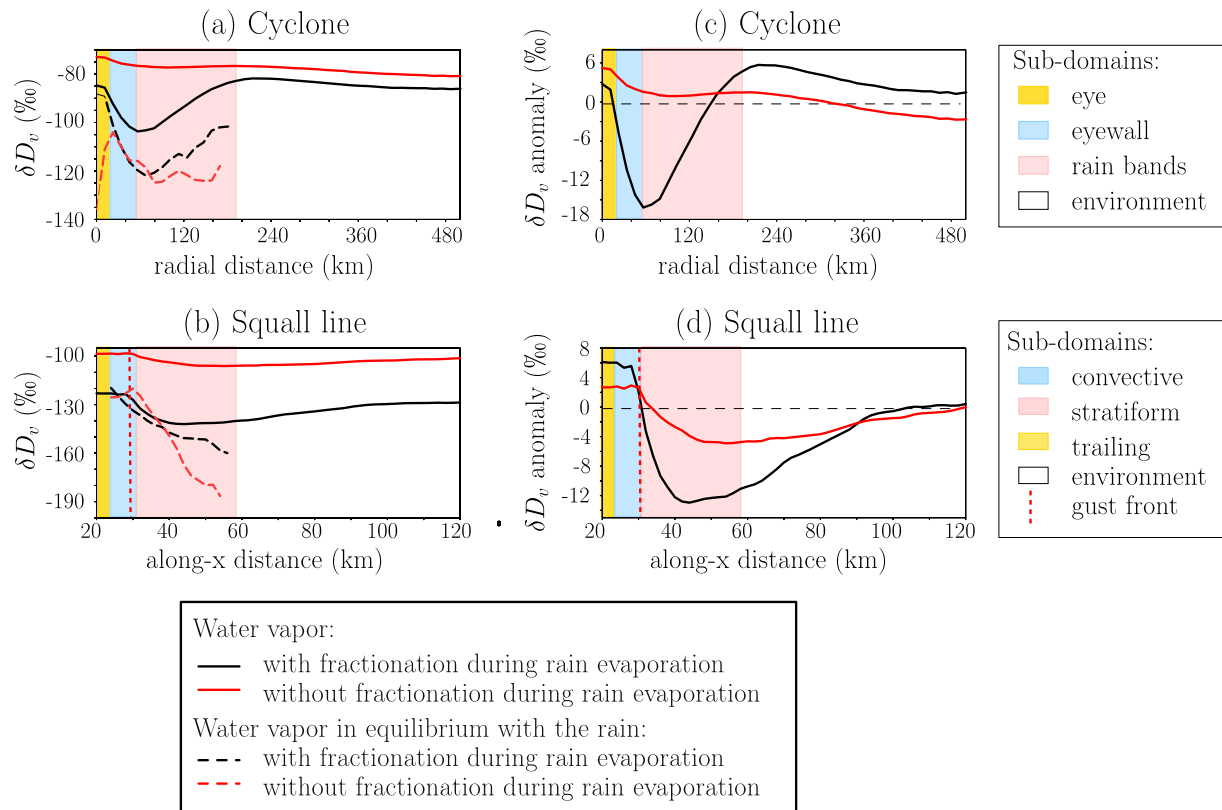 (a) Cyclone
δDv (‰)
-80
-100
-120
-140
0 120 240 360 480
radial distance (km)
(c) Cyclone
δDv anomaly (‰)
6
0
-6
-12
-18
0 120 240 360 480
radial distance (km)
Sub-domains:
eye
eyewall
rain bands
environment
(b) Squall line
δDv (‰)
-100
-130
-160
-190
20 40 60 80 100 120
along-x distance (km)
(d) Squall line
δDv anomaly (‰)
8
4
0
-4
-8
-12
20 40 60 80 100 120
along-x distance (km)
Sub-domains:
convective
stratiform
trailing
environment
gust front
Water vapor:
with fractionation during rain evaporation
without fractionation during rain evaporation
Water vapor in equilibrium with the rain:
with fractionation during rain evaporation
without fractionation during rain evaporation